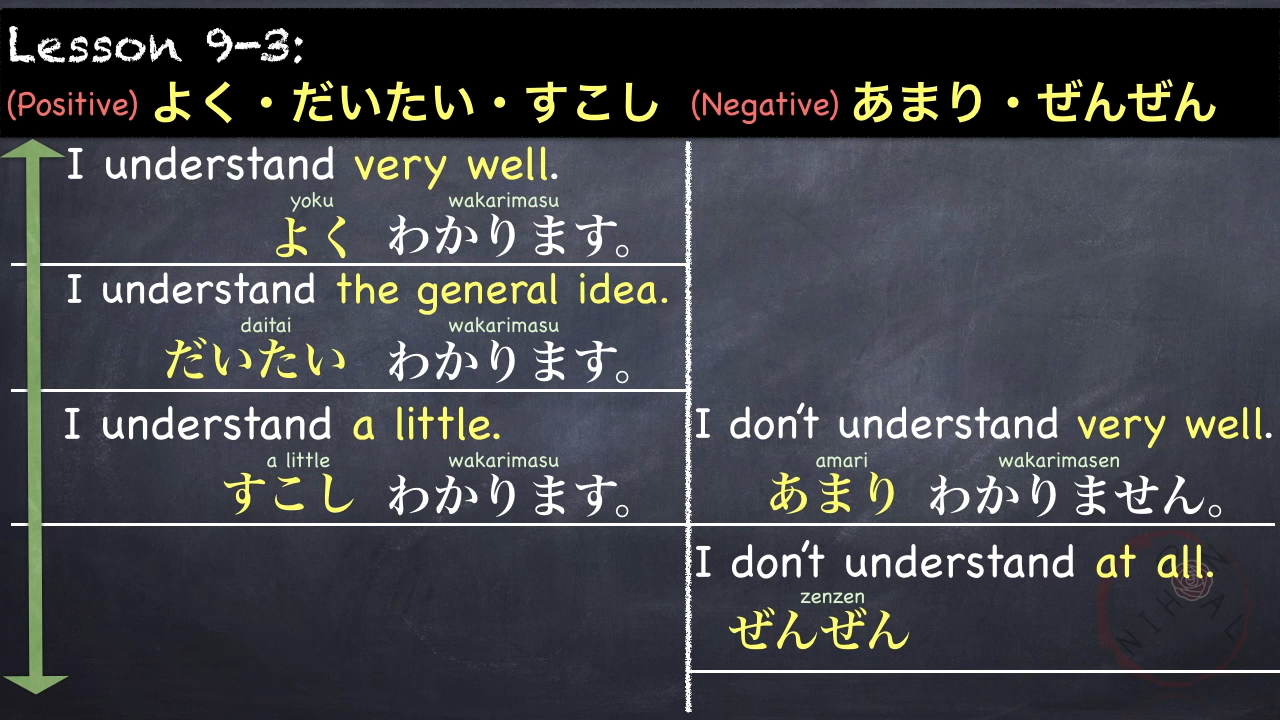 Lesson 9-3:
(Positive) よく・だいたい・すこし (Negative) あまり・ぜんぜん
I understand very well.
yoku wakarimasu
よく わかります。
I understand the general idea.
daitai wakarimasu
だいたい わかります。
I understand a little.
a little wakarimasu
すこし わかります。
I don't understand very well.
amari wakarimasen
あまり わかりません。
I don't understand at all.
zenzen
ぜんぜん